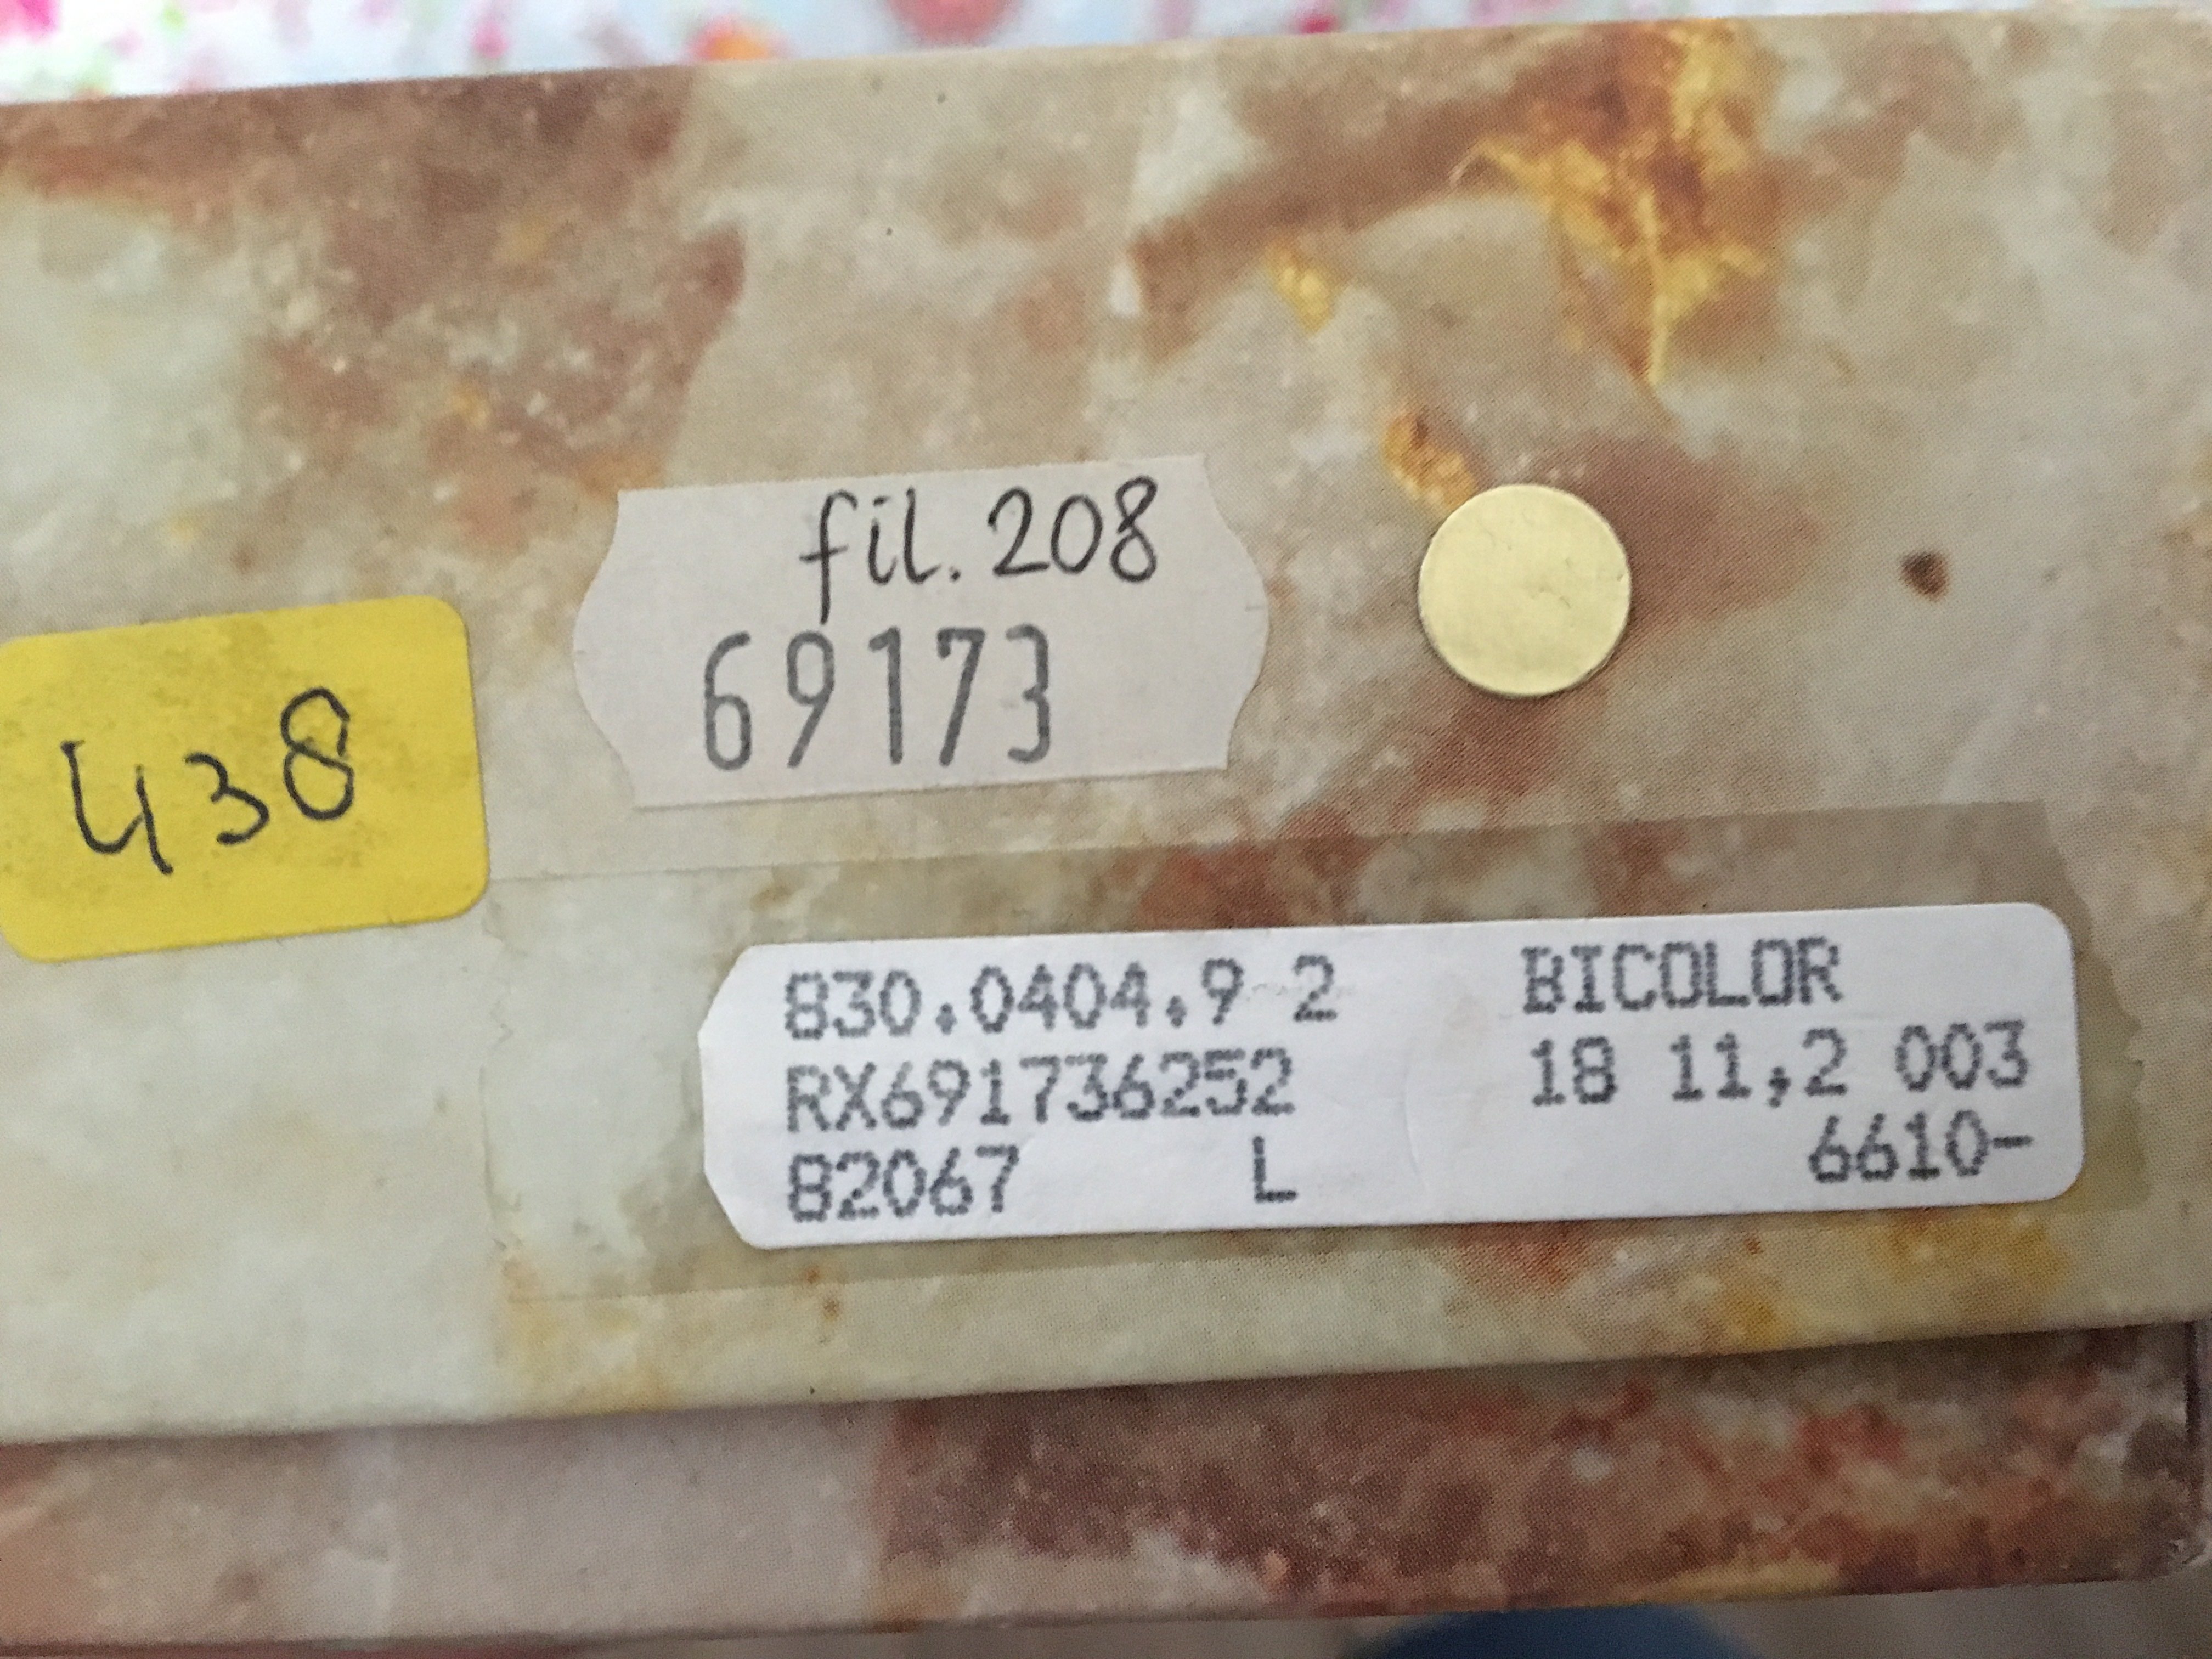 fil. 208
69173
438
830.0404.9 2 BICOLOR
RX691736252 18 11,2 003
82067 L 6610-